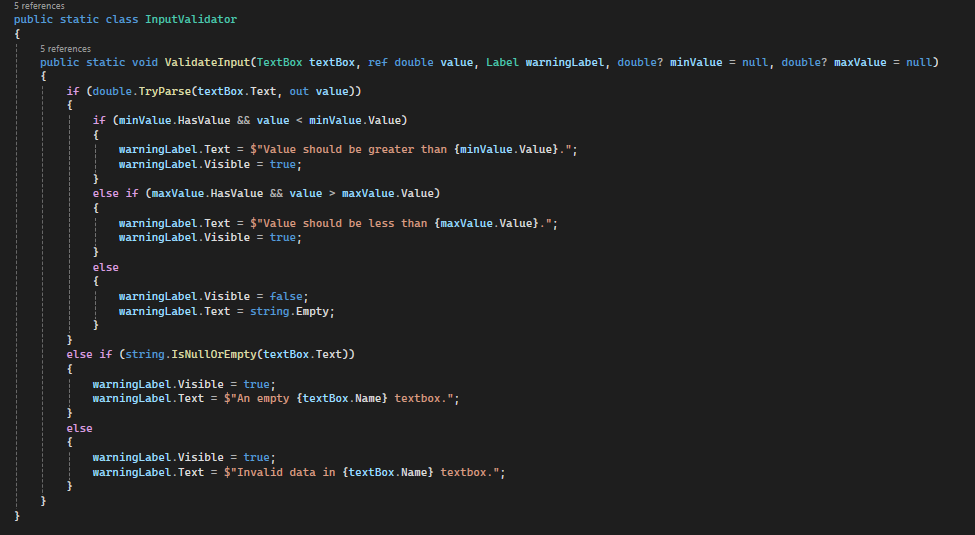 5 references
public static class InputValidator
{
5 references
public static void ValidateInput(TextBox textBox, ref double value, Label warningLabel, double? minValue = null, double? maxValue = null)
{
if (double.TryParse(textBox.Text, out value))
{
if (minValue.HasValue && value < minValue.Value)
{
warningLabel.Text = $"Value should be greater than {minValue.Value}.";
warningLabel.Visible = true;
}
else if (maxValue.HasValue && value > maxValue.Value)
{
warningLabel.Text = $"Value should be less than {maxValue.Value}.";
warningLabel.Visible = true;
}
else
{
warningLabel.Visible = false;
warningLabel.Text = string.Empty;
}
}
else if (string.IsNullOrEmpty(textBox.Text))
{
warningLabel.Visible = true;
warningLabel.Text = $"An empty {textBox.Name} textbox.";
}
else
{
warningLabel.Visible = true;
warningLabel.Text = $"Invalid data in {textBox.Name} textbox.";
}
}
}